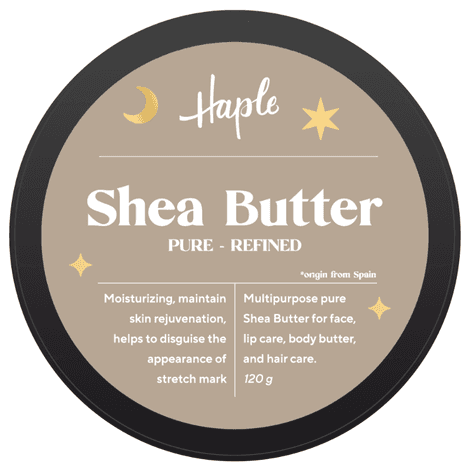 Haple
Shea Butter
PURE - REFINED
*origin from Spain
Moisturizing, maintain
skin rejuvenation,
helps to disguise the
appearance of
stretch mark
Multipurpose pure
Shea Butter for face,
lip care, body butter,
and hair care.
120 g